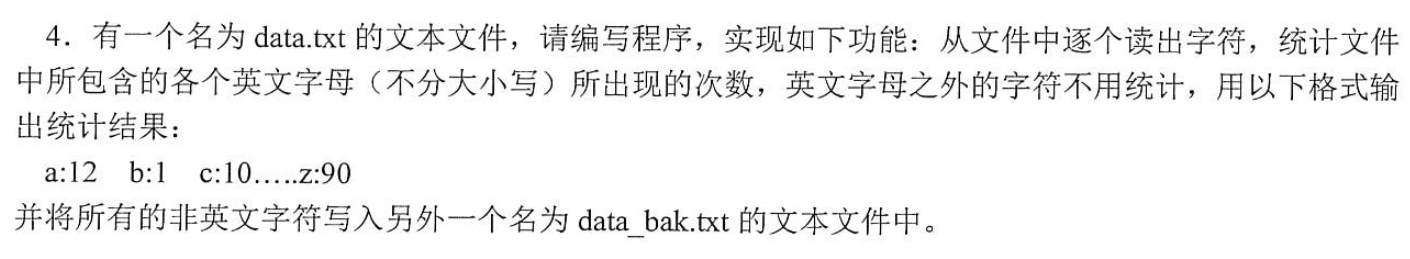 4．有一个名为 data.txt 的文本文件，请编写程序，实现如下功能：从文件中逐个读出字符，统计文件
中所包含的各个英文字母（不分大小写）所出现的次数，英文字母之外的字符不用统计，用以下格式输
出统计结果：
a:12 b:1 c:10…..z:90
并将所有的非英文字符写入另外一个名为 data_bak.txt 的文本文件中。